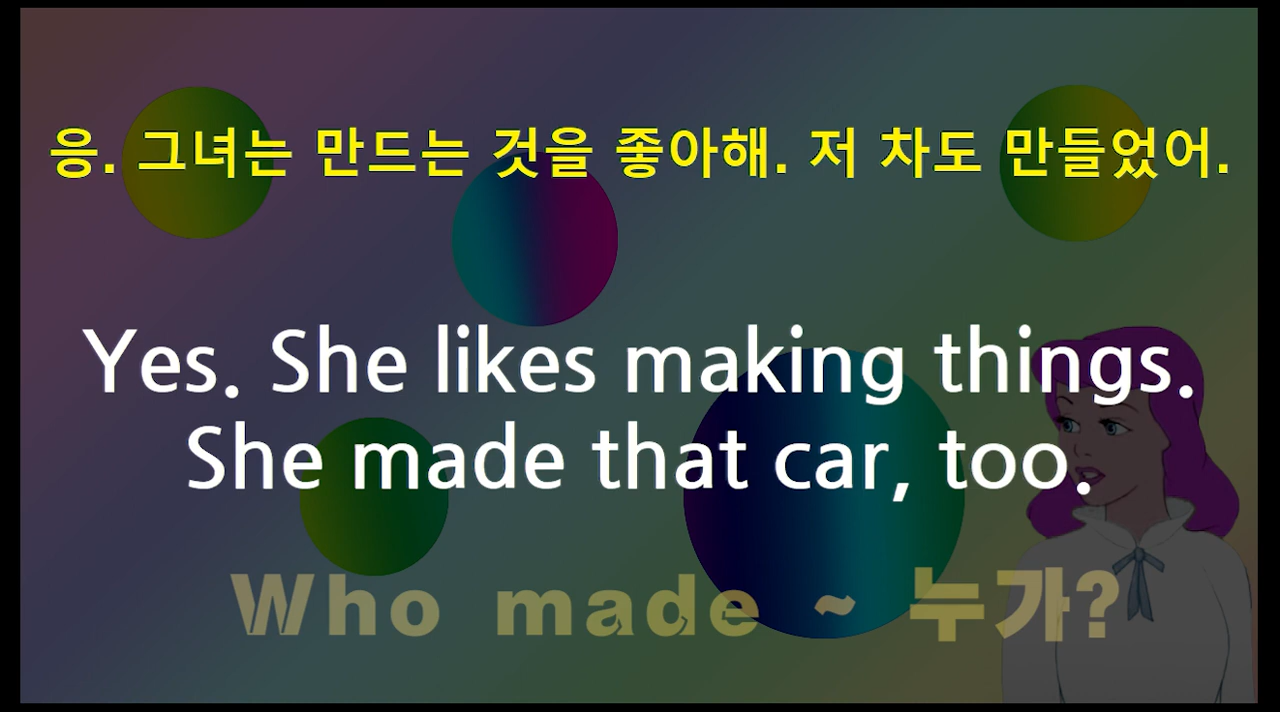 응. 그녀는 만드는 것을 좋아해. 저 차도 만들었어.
Yes. She likes making things.
She made that car, too.
Who made ~ 누가?